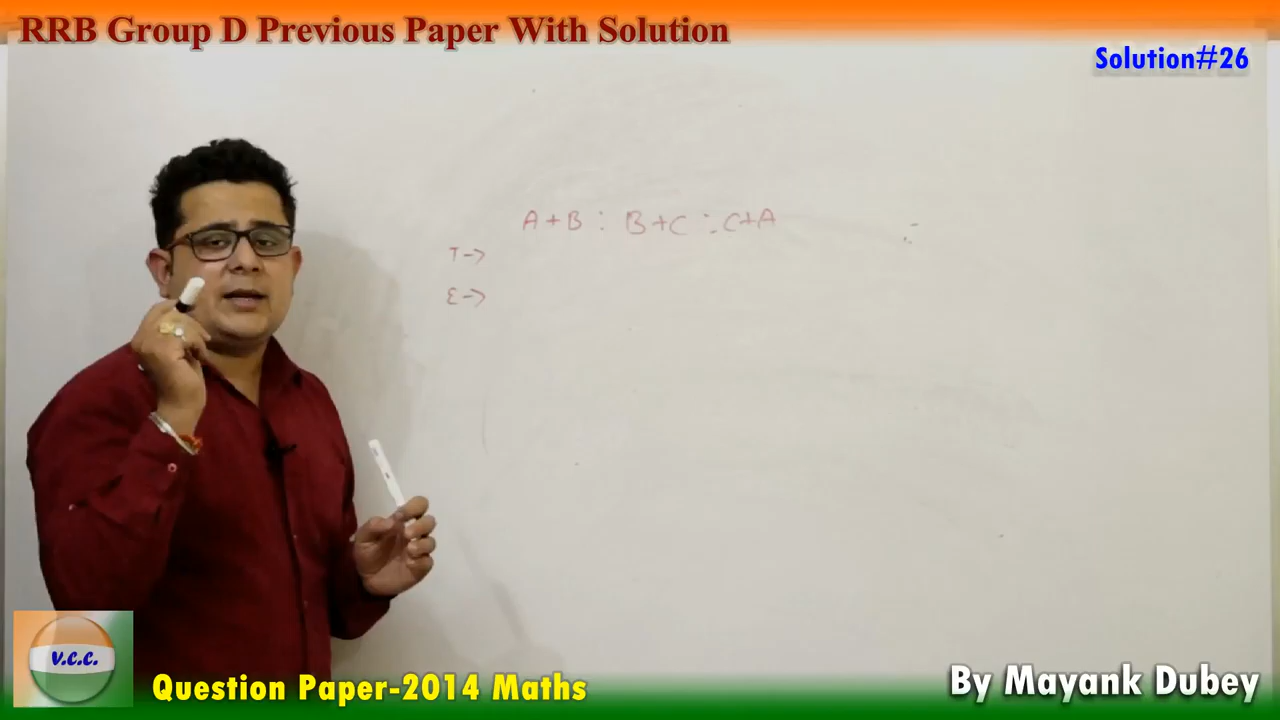 RRB Group D Previous Paper With Solution
Solution#26
A+B : B+C : C+A
T->
E->
V.C.C.
Question Paper-2014 Maths
By Mayank Dubey